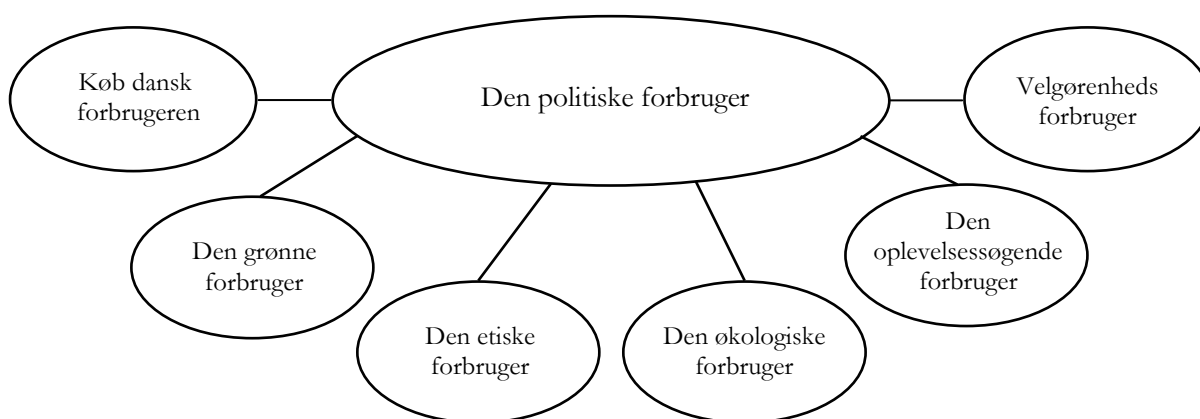 Den politiske forbruger
Køb dansk
forbrugeren
Den grønne
forbruger
Den etiske
forbruger
Den økologiske
forbruger
Den
oplevelsessøgende
forbruger
Velgørenheds
forbruger